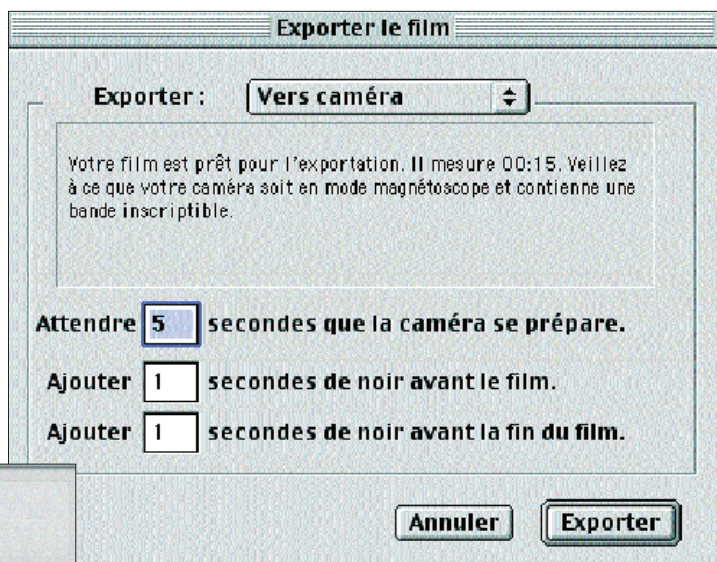 Exporter le film
Exporter : Vers caméra
Votre film est prêt pour l'exportation. Il mesure 00:15. Veillez
à ce que votre caméra soit en mode magnétoscope et contienne une
bande inscriptible.
Attendre 5 secondes que la caméra se prépare.
Ajouter 1 secondes de noir avant le film.
Ajouter 1 secondes de noir avant la fin du film.
Annuler Exporter